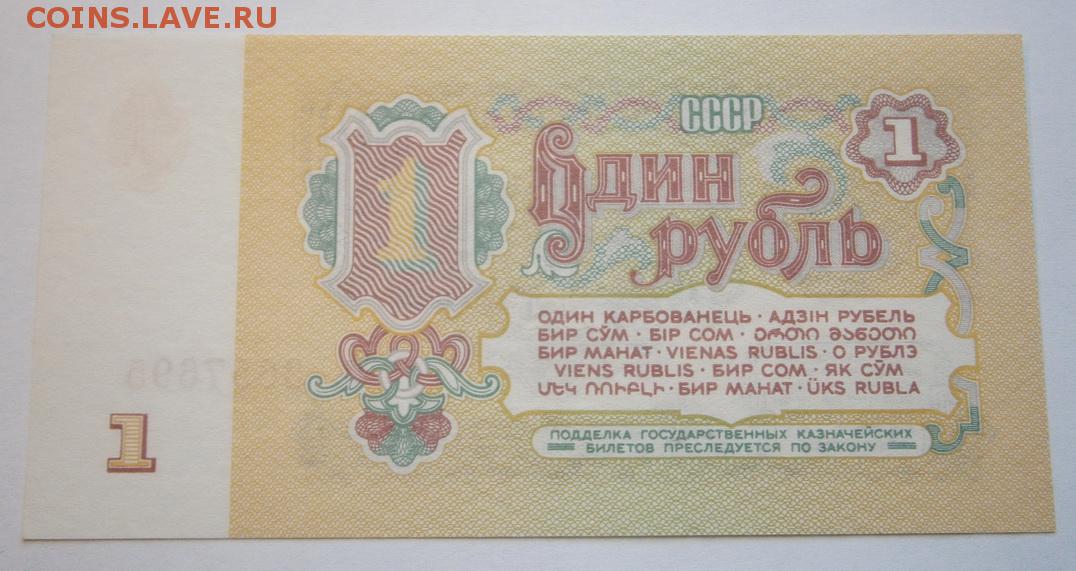 COINS.LAVE.RU
СССР
1
1
Один
рубль
ОДИН КАРБОВАНЕЦЬ · АДЗІН РУБЕЛЬ
БИР СЎМ · БІР СОМ · ᲔᲠᲗᲘ ᲛᲐᲜᲔᲗᲘ
БИР МАНАТ · VIENAS RUBLIS · О РУБЛЭ
VIENS RUBLIS · БИР СОМ · ЯК СӮМ
ՄԵԿ ՌՈՒԲԼԻ · БИР МАНАТ · ÜKS RUBLA
1
ПОДДЕЛКА ГОСУДАРСТВЕННЫХ КАЗНАЧЕЙСКИХ
БИЛЕТОВ ПРЕСЛЕДУЕТСЯ ПО ЗАКОНУ